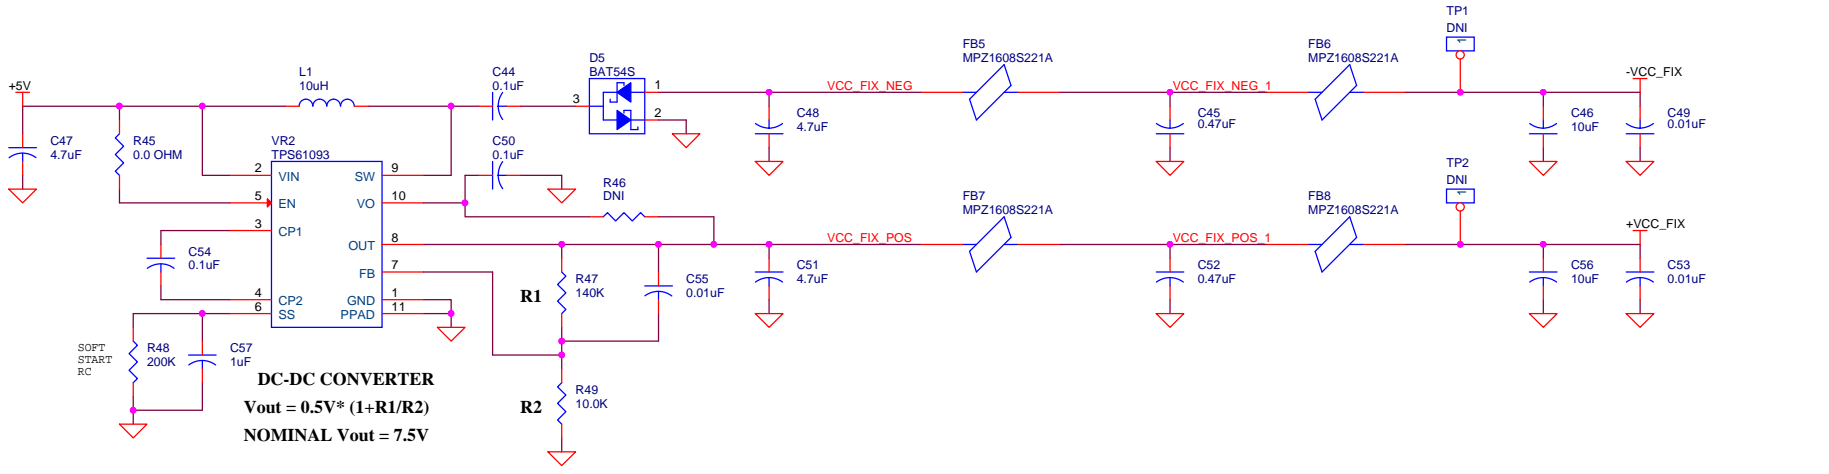 TP1
DNI
1
FB5
MPZ1608S221A
FB6
MPZ1608S221A
D5
BAT54S
L1
10uH
C44
0.1uF
+5V
3
1
2
VCC_FIX_NEG
VCC_FIX_NEG_1
-VCC_FIX
C47
4.7uF
R45
0.0 OHM
C48
4.7uF
C45
0.47uF
C46
10uF
C49
0.01uF
VR2
TPS61093
C50
0.1uF
2
VIN
SW
9
5
EN
VO
10
3
CP1
OUT
8
FB
7
4
CP2
GND
1
6
SS
PPAD
11
R46
DNI
TP2
DNI
1
FB7
MPZ1608S221A
FB8
MPZ1608S221A
VCC_FIX_POS
VCC_FIX_POS_1
+VCC_FIX
C54
0.1uF
R1
R47
140K
C55
0.01uF
C51
4.7uF
C52
0.47uF
C56
10uF
C53
0.01uF
SOFT
START
RC
R48
200K
C57
1uF
DC-DC CONVERTER
Vout = 0.5V* (1+R1/R2)
NOMINAL Vout = 7.5V
R2
R49
10.0K